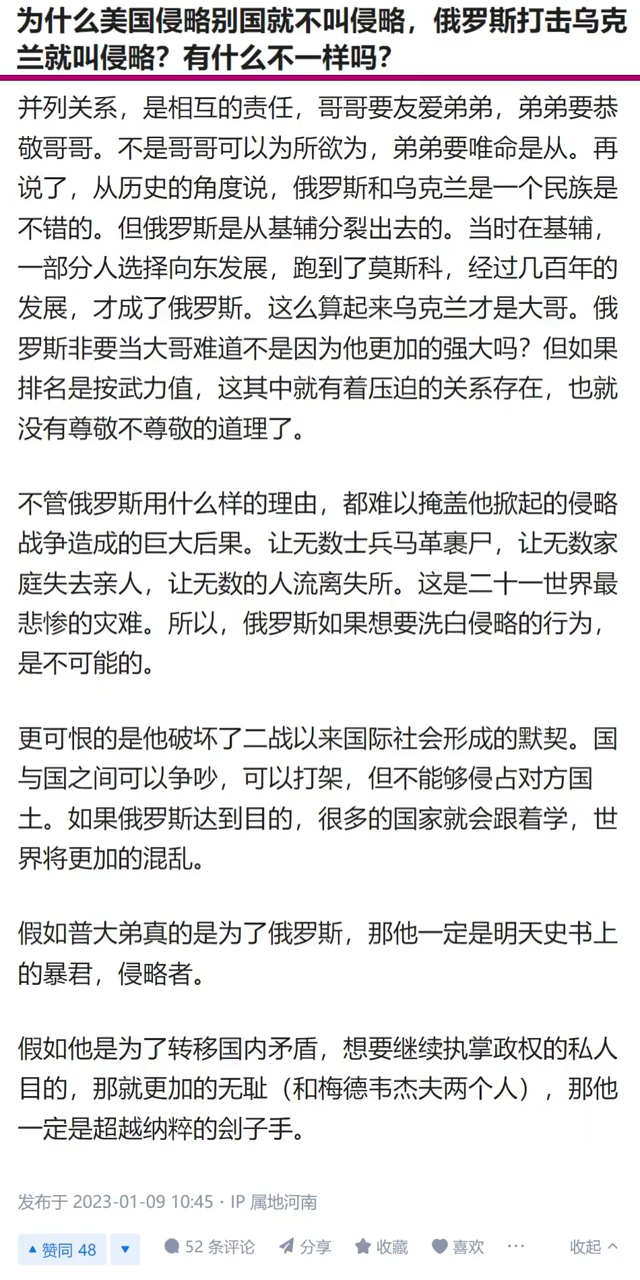 为什么美国侵略别国就不叫侵略，俄罗斯打击乌克
兰就叫侵略？有什么不一样吗？
并列关系，是相互的责任，哥哥要友爱弟弟，弟弟要恭
敬哥哥。不是哥哥可以为所欲为，弟弟要唯命是从。再
说了，从历史的角度说，俄罗斯和乌克兰是一个民族是
不错的。但俄罗斯是从基辅分裂出去的。当时在基辅，
一部分人选择向东发展，跑到了莫斯科，经过几百年的
发展，才成了俄罗斯。这么算起来乌克兰才是大哥。俄
罗斯非要当大哥难道不是因为他更加的强大吗？但如果
排名是按武力值，这其中就有着压迫的关系存在，也就
没有尊敬不尊敬的道理了。
不管俄罗斯用什么样的理由，都难以掩盖他掀起的侵略
战争造成的巨大后果。让无数士兵马革裹尸，让无数家
庭失去亲人，让无数的人流离失所。这是二十一世界最
悲惨的灾难。所以，俄罗斯如果想要洗白侵略的行为，
是不可能的。
更可恨的是他破坏了二战以来国际社会形成的默契。国
与国之间可以争吵，可以打架，但不能够侵占对方国
土。如果俄罗斯达到目的，很多的国家就会跟着学，世
界将更加的混乱。
假如普大弟真的是为了俄罗斯，那他一定是明天史书上
的暴君，侵略者。
假如他是为了转移国内矛盾，想要继续执掌政权的私人
目的，那就更加的无耻（和梅德韦杰夫两个人），那他
一定是超越纳粹的刽子手。
发布于 2023-01-09 10:45 · IP 属地河南
赞同 48 52 条评论 分享 收藏 喜欢 ··· 收起